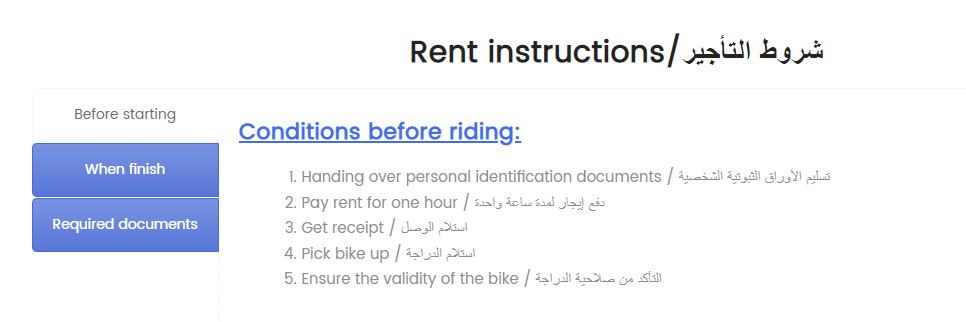 Rent instructions/شروط التأجير
Before starting
When finish
Required documents
Conditions before riding:
1. Handing over personal identification documents / تسليم الأوراق الثبوتية الشخصية
2. Pay rent for one hour / دفع إيجار لمدة ساعة واحدة
3. Get receipt / استلام الوصل
4. Pick bike up / استلام الدراجة
5. Ensure the validity of the bike / التأكد من صلاحية الدراجة